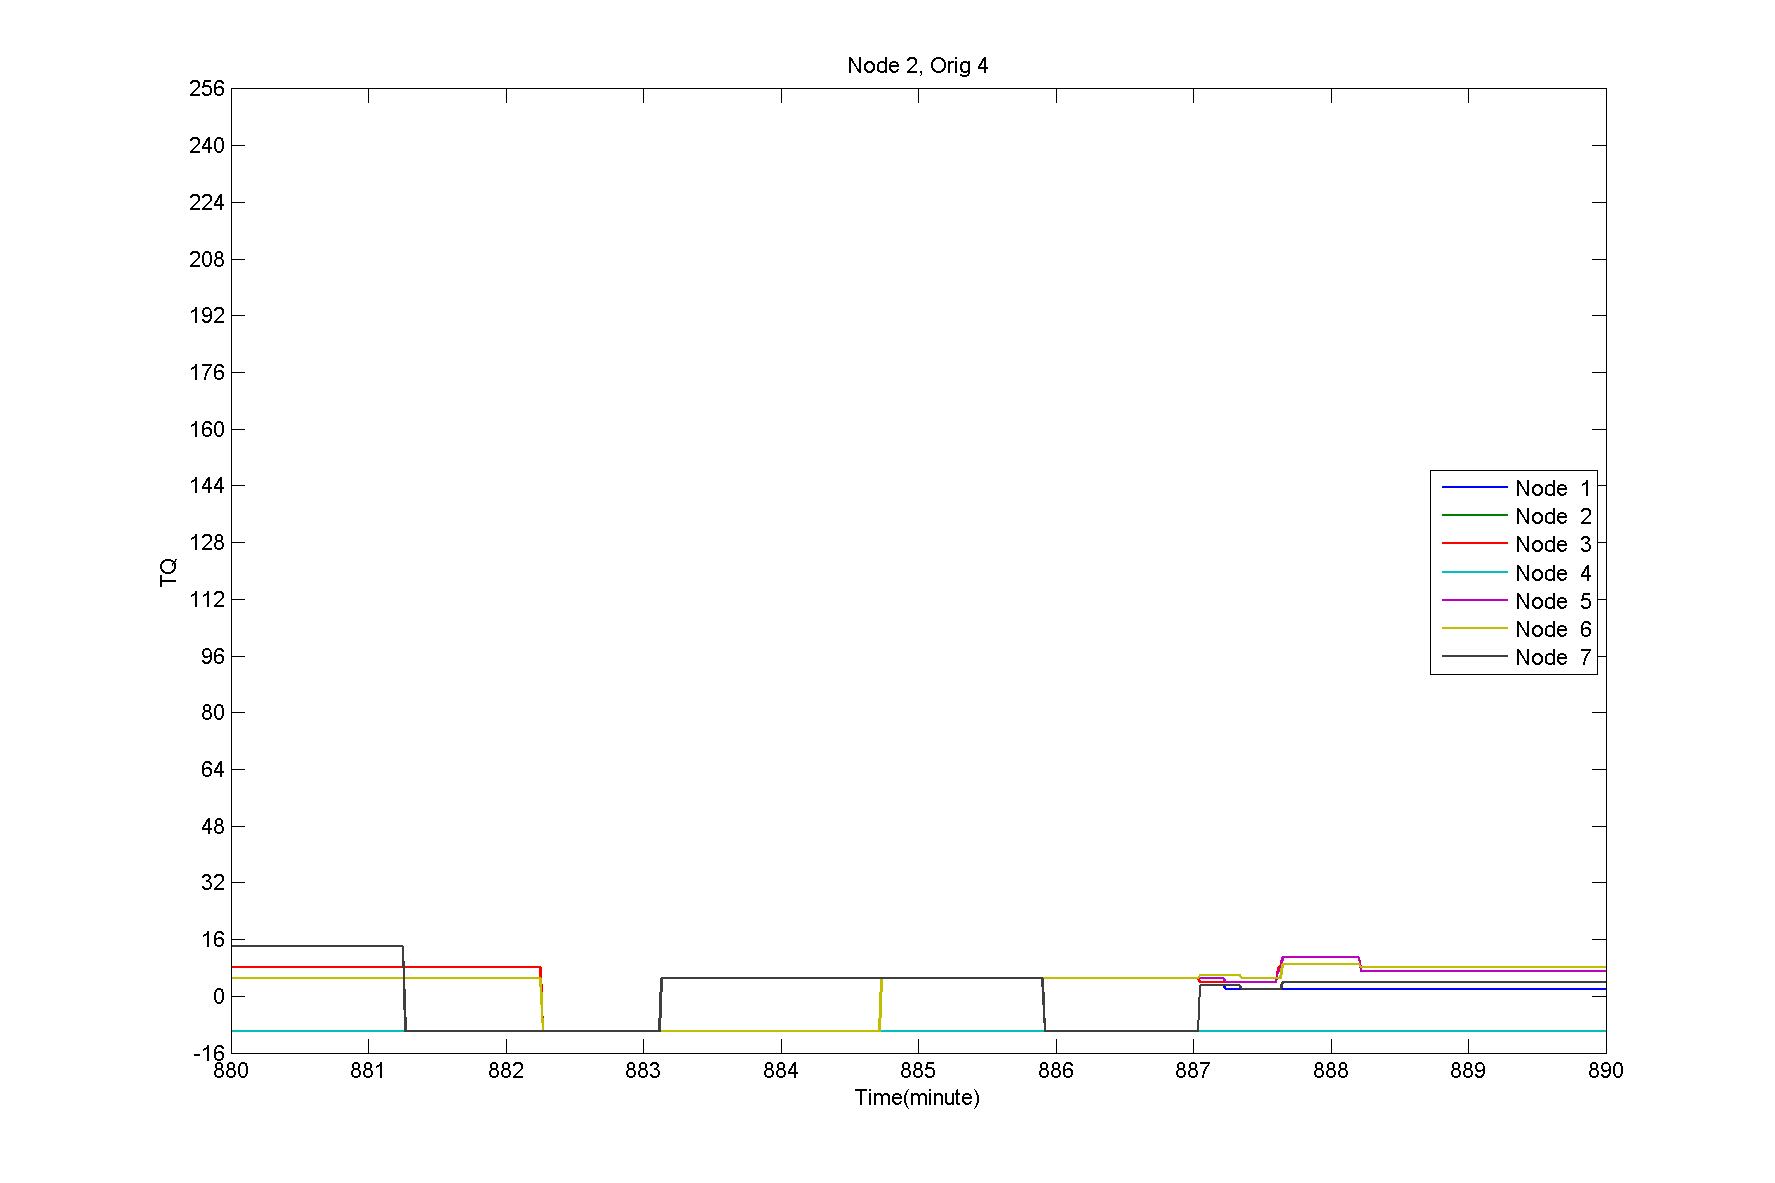 Node 2, Orig 4
256
240
224
208
192
176
160
144
128
112
96
80
64
48
32
16
0
-16
TQ
Node 1
Node 2
Node 3
Node 4
Node 5
Node 6
Node 7
880 881 882 883 884 885 886 887 888 889 890
Time(minute)